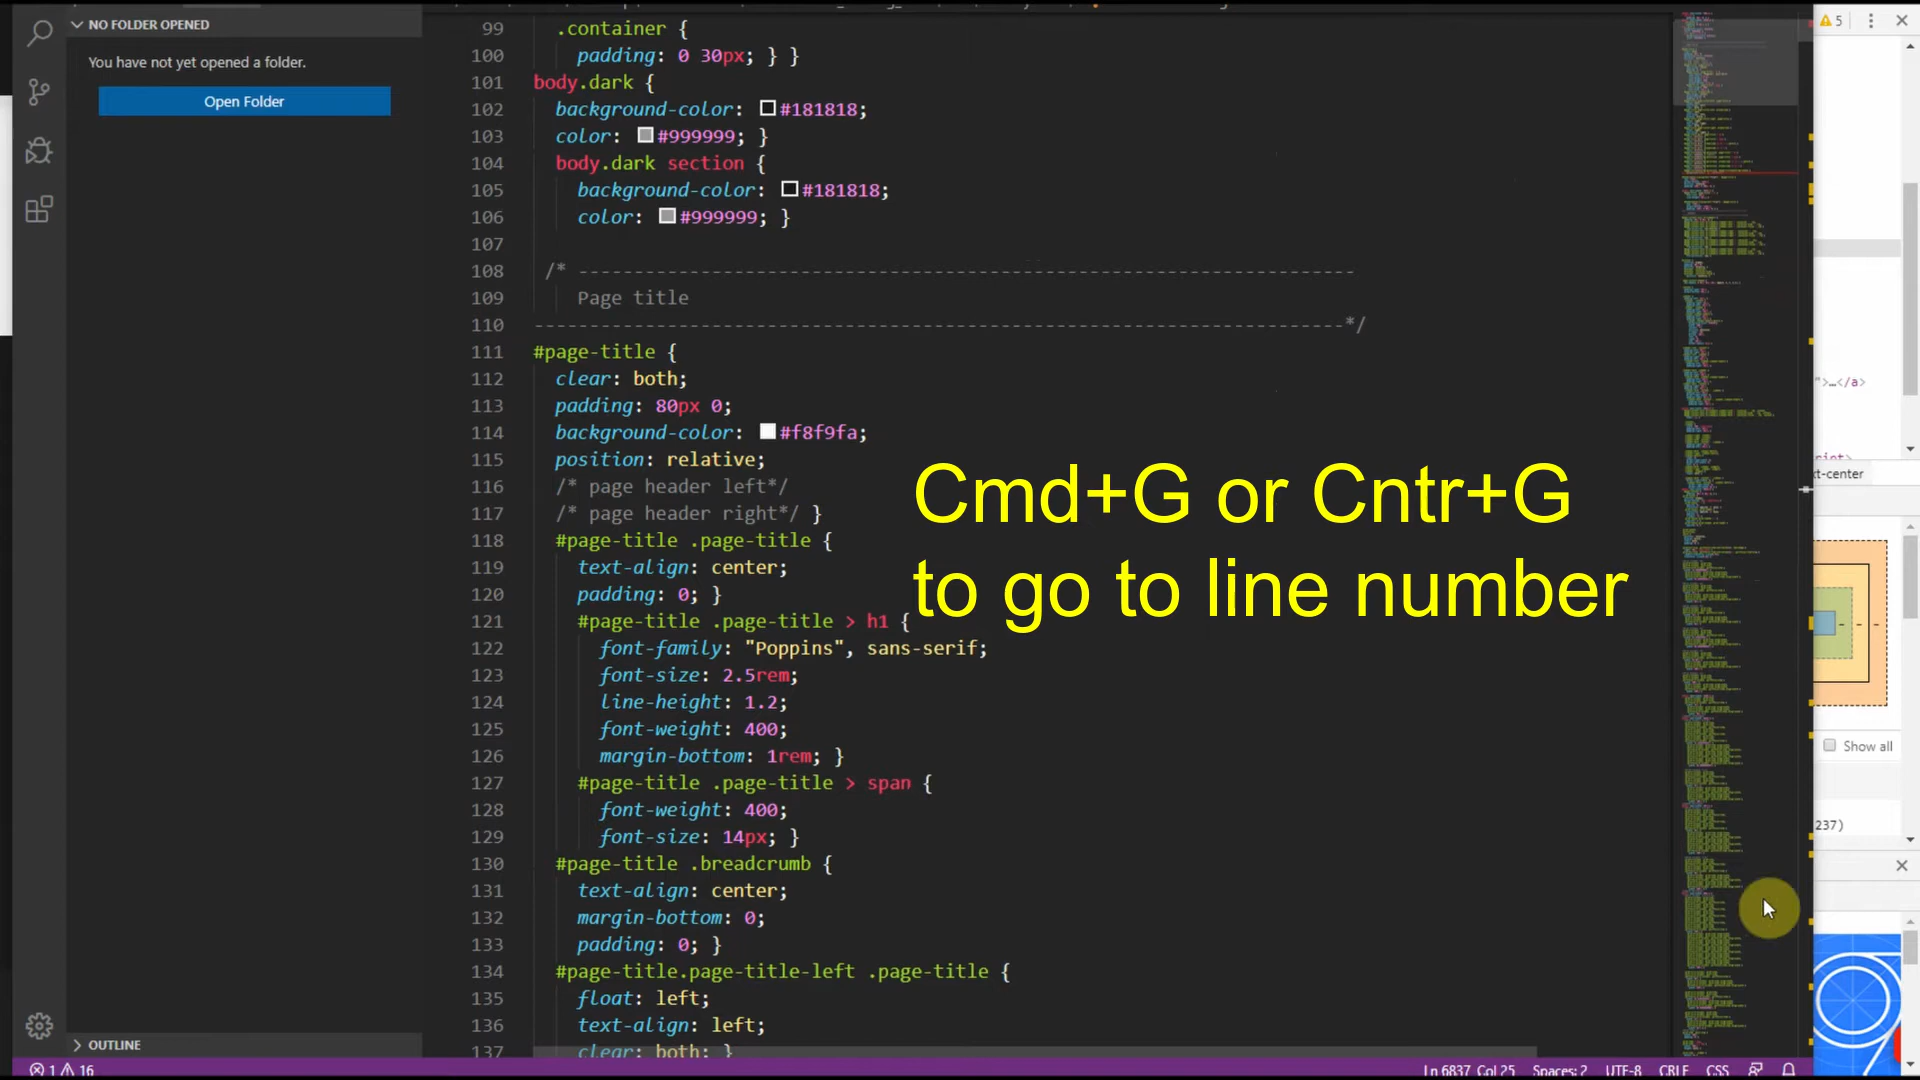 NO FOLDER OPENED
You have not yet opened a folder.
Open Folder
OUTLINE
99 .container {
100 padding: 0 30px; } }
101 body.dark {
102 background-color: #181818;
103 color: #999999; }
104 body.dark section {
105 background-color: #181818;
106 color: #999999; }
107
108 /* ----------------------------------------------------------------------
109 Page title
110 -------------------------------------------------------------------------*/
111 #page-title {
112 clear: both;
113 padding: 80px 0;
114 background-color: #f8f9fa;
115 position: relative;
116 /* page header left*/
117 /* page header right*/ }
118 #page-title .page-title {
119 text-align: center;
120 padding: 0; }
121 #page-title .page-title > h1 {
122 font-family: "Poppins", sans-serif;
123 font-size: 2.5rem;
124 line-height: 1.2;
125 font-weight: 400;
126 margin-bottom: 1rem; }
127 #page-title .page-title > span {
128 font-weight: 400;
129 font-size: 14px; }
130 #page-title .breadcrumb {
131 text-align: center;
132 margin-bottom: 0;
133 padding: 0; }
134 #page-title.page-title-left .page-title {
135 float: left;
136 text-align: left;
137 clear: both; }
Cmd+G or Cntr+G
to go to line number
5
">…</a>
ript>
xt-center
Show all
237)
1 16
Ln 6837, Col 25 Spaces: 2 UTF-8 CRLF CSS